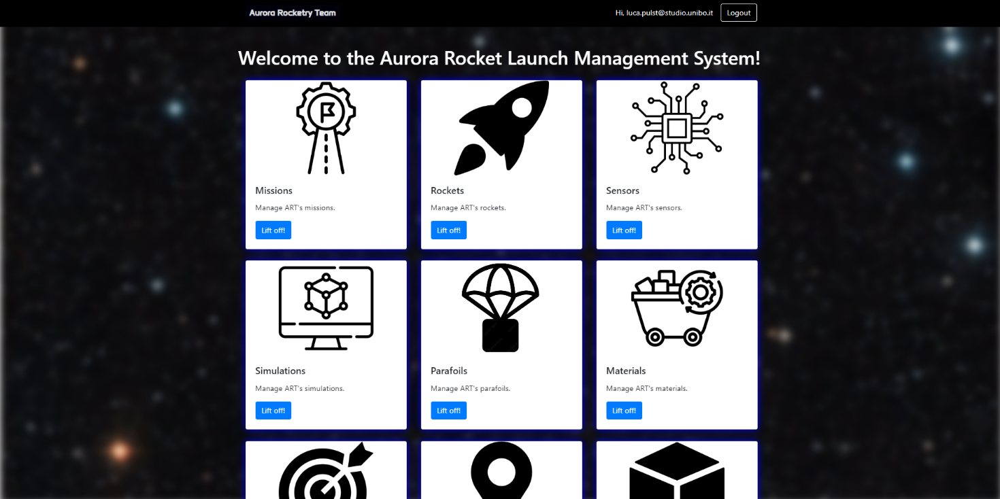 Aurora Rocketry Team
Hi, luca.pulst@studio.unibo.it Logout
Welcome to the Aurora Rocket Launch Management System!
Missions
Manage ART's missions.
Lift off!
Rockets
Manage ART's rockets.
Lift off!
Sensors
Manage ART's sensors.
Lift off!
Simulations
Manage ART's simulations.
Lift off!
Parafoils
Manage ART's parafoils.
Lift off!
Materials
Manage ART's materials.
Lift off!